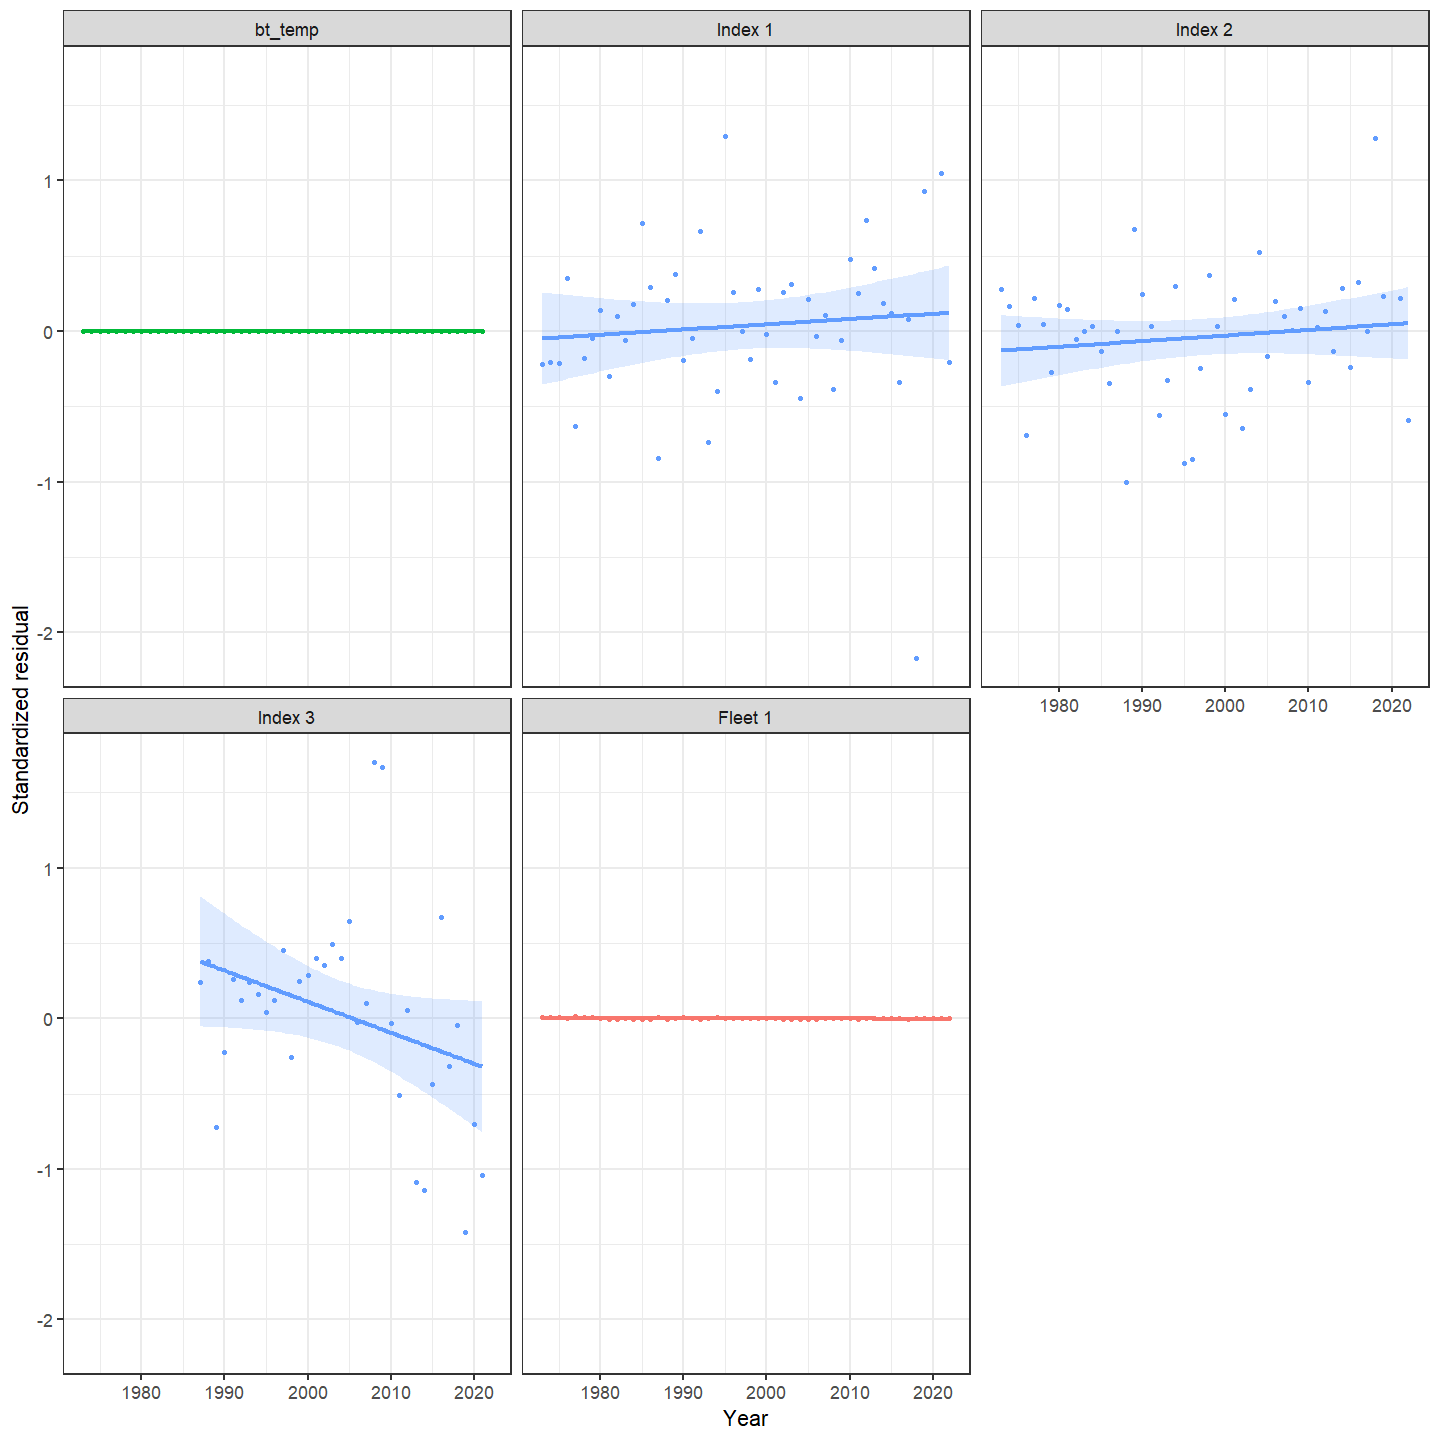 bt_temp
Index 1
Index 2
1
0
-1
-2
1980 1990 2000 2010 2020
Standardized residual
Index 3
Fleet 1
1
0
-1
-2
1980 1990 2000 2010 2020
1980 1990 2000 2010 2020
Year